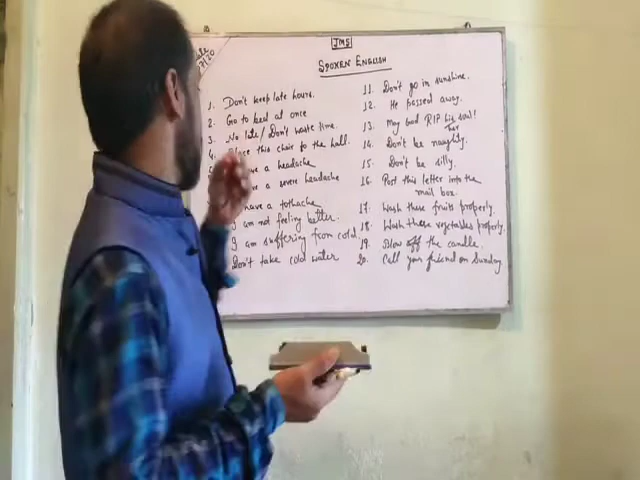 JMS
SPOKEN ENGLISH
1. Don't keep late hours.
2. Go to bed at once
3. No late/Don't waste time.
4. Place this chair to the hall.
have a headache
have a severe headache
have a tothache
I am not feeling better.
I am suffering from cold
Don't take cold water
11. Don't go in sunshine.
12. He passed away.
13. May God RIP his soul!
her
14. Don't be naughty.
15. Don't be silly.
16. Post this letter into the
mail box.
17. Wash these fruits properly.
18. Wash these vegetables properly.
19. Blow off the candle.
20. Call your friend on Sunday